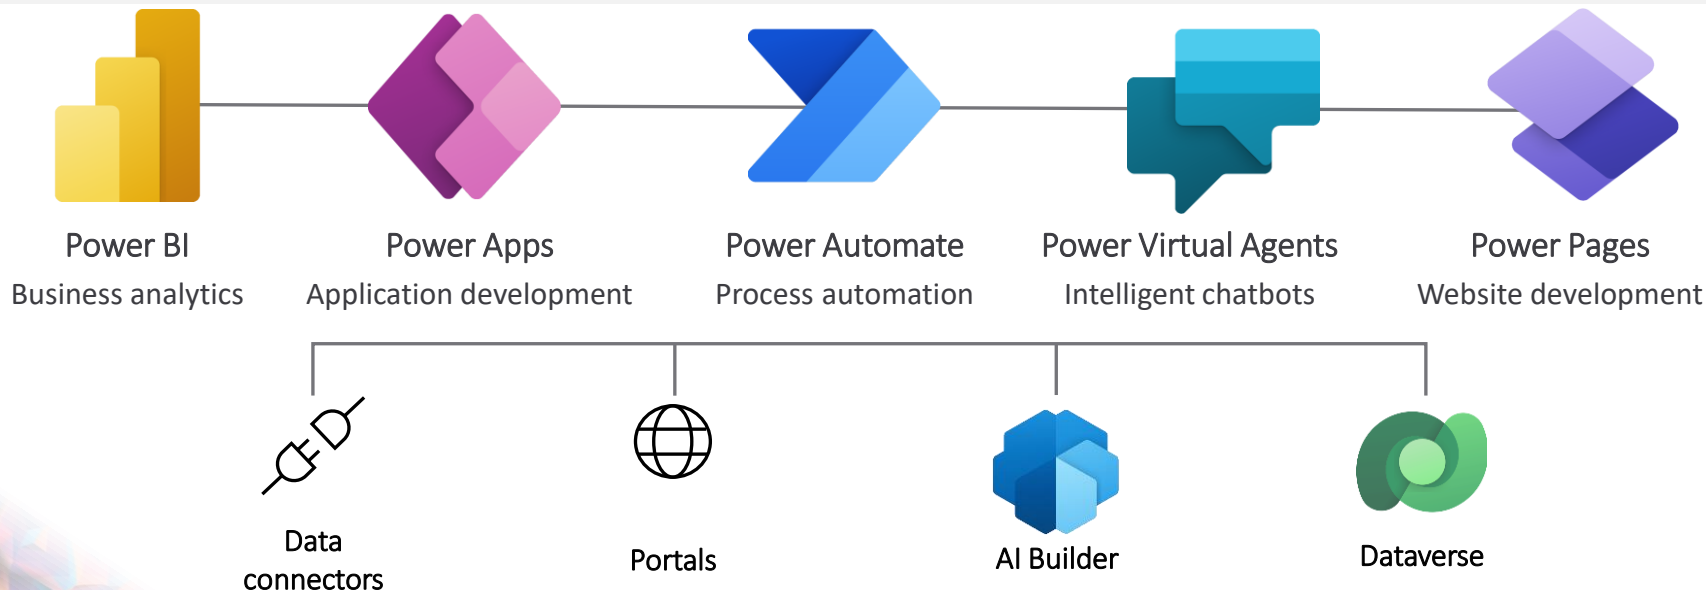 Power BI
Power Apps
Power Automate
Power Virtual Agents
Power Pages
Business analytics
Application development
Process automation
Intelligent chatbots
Website development
Data
connectors
Portals
AI Builder
Dataverse